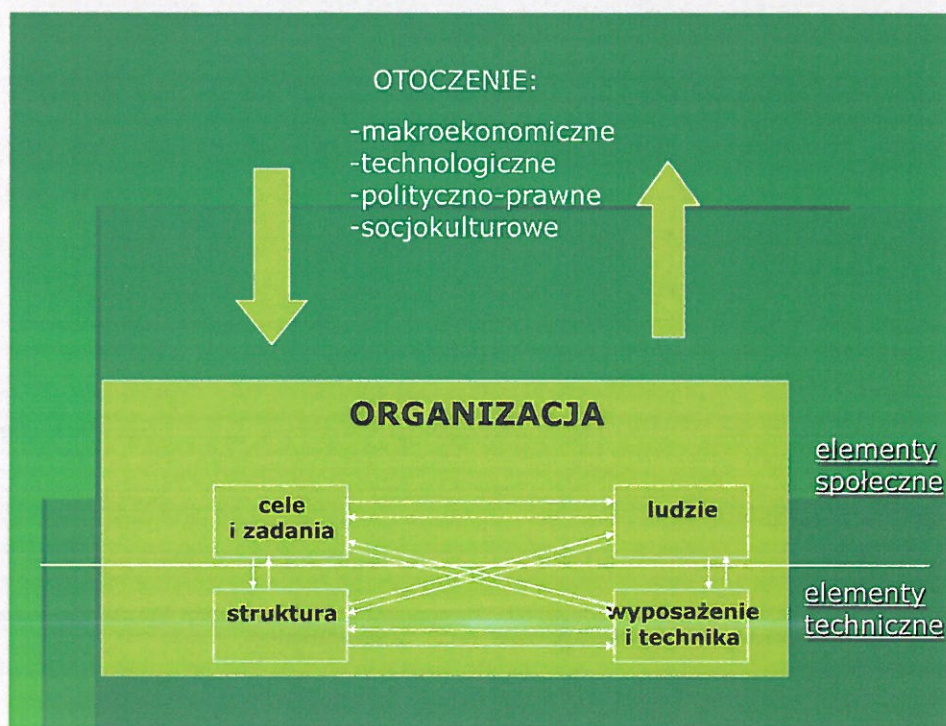 OTOCZENIE:
-makroekonomiczne
-technologiczne
-polityczno-prawne
-socjokulturowe
ORGANIZACJA
elementy
społeczne
cele
i zadania
ludzie
struktura
wyposażenie
i technika
elementy
techniczne